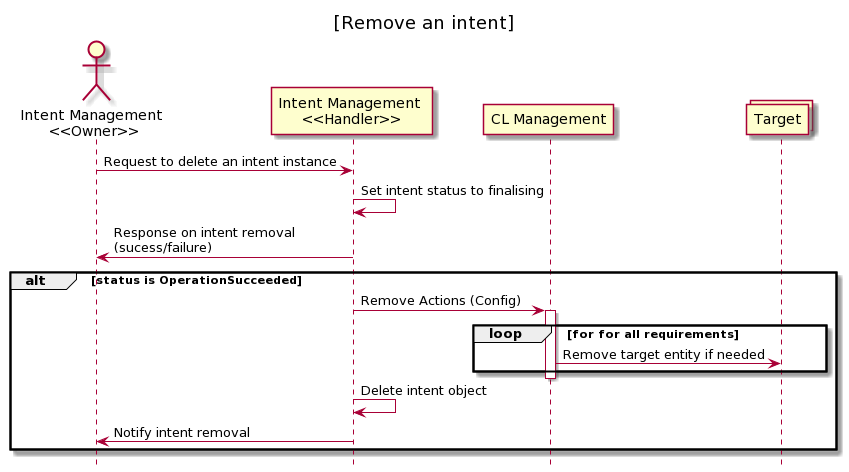 [Remove an intent]
Intent Management
<<Owner>>
Intent Management
<<Handler>>
CL Management
Target
Request to delete an intent instance
Set intent status to finalising
Response on intent removal
(sucess/failure)
alt
[status is OperationSucceeded]
Remove Actions (Config)
loop
[for for all requirements]
Remove target entity if needed
Delete intent object
Notify intent removal